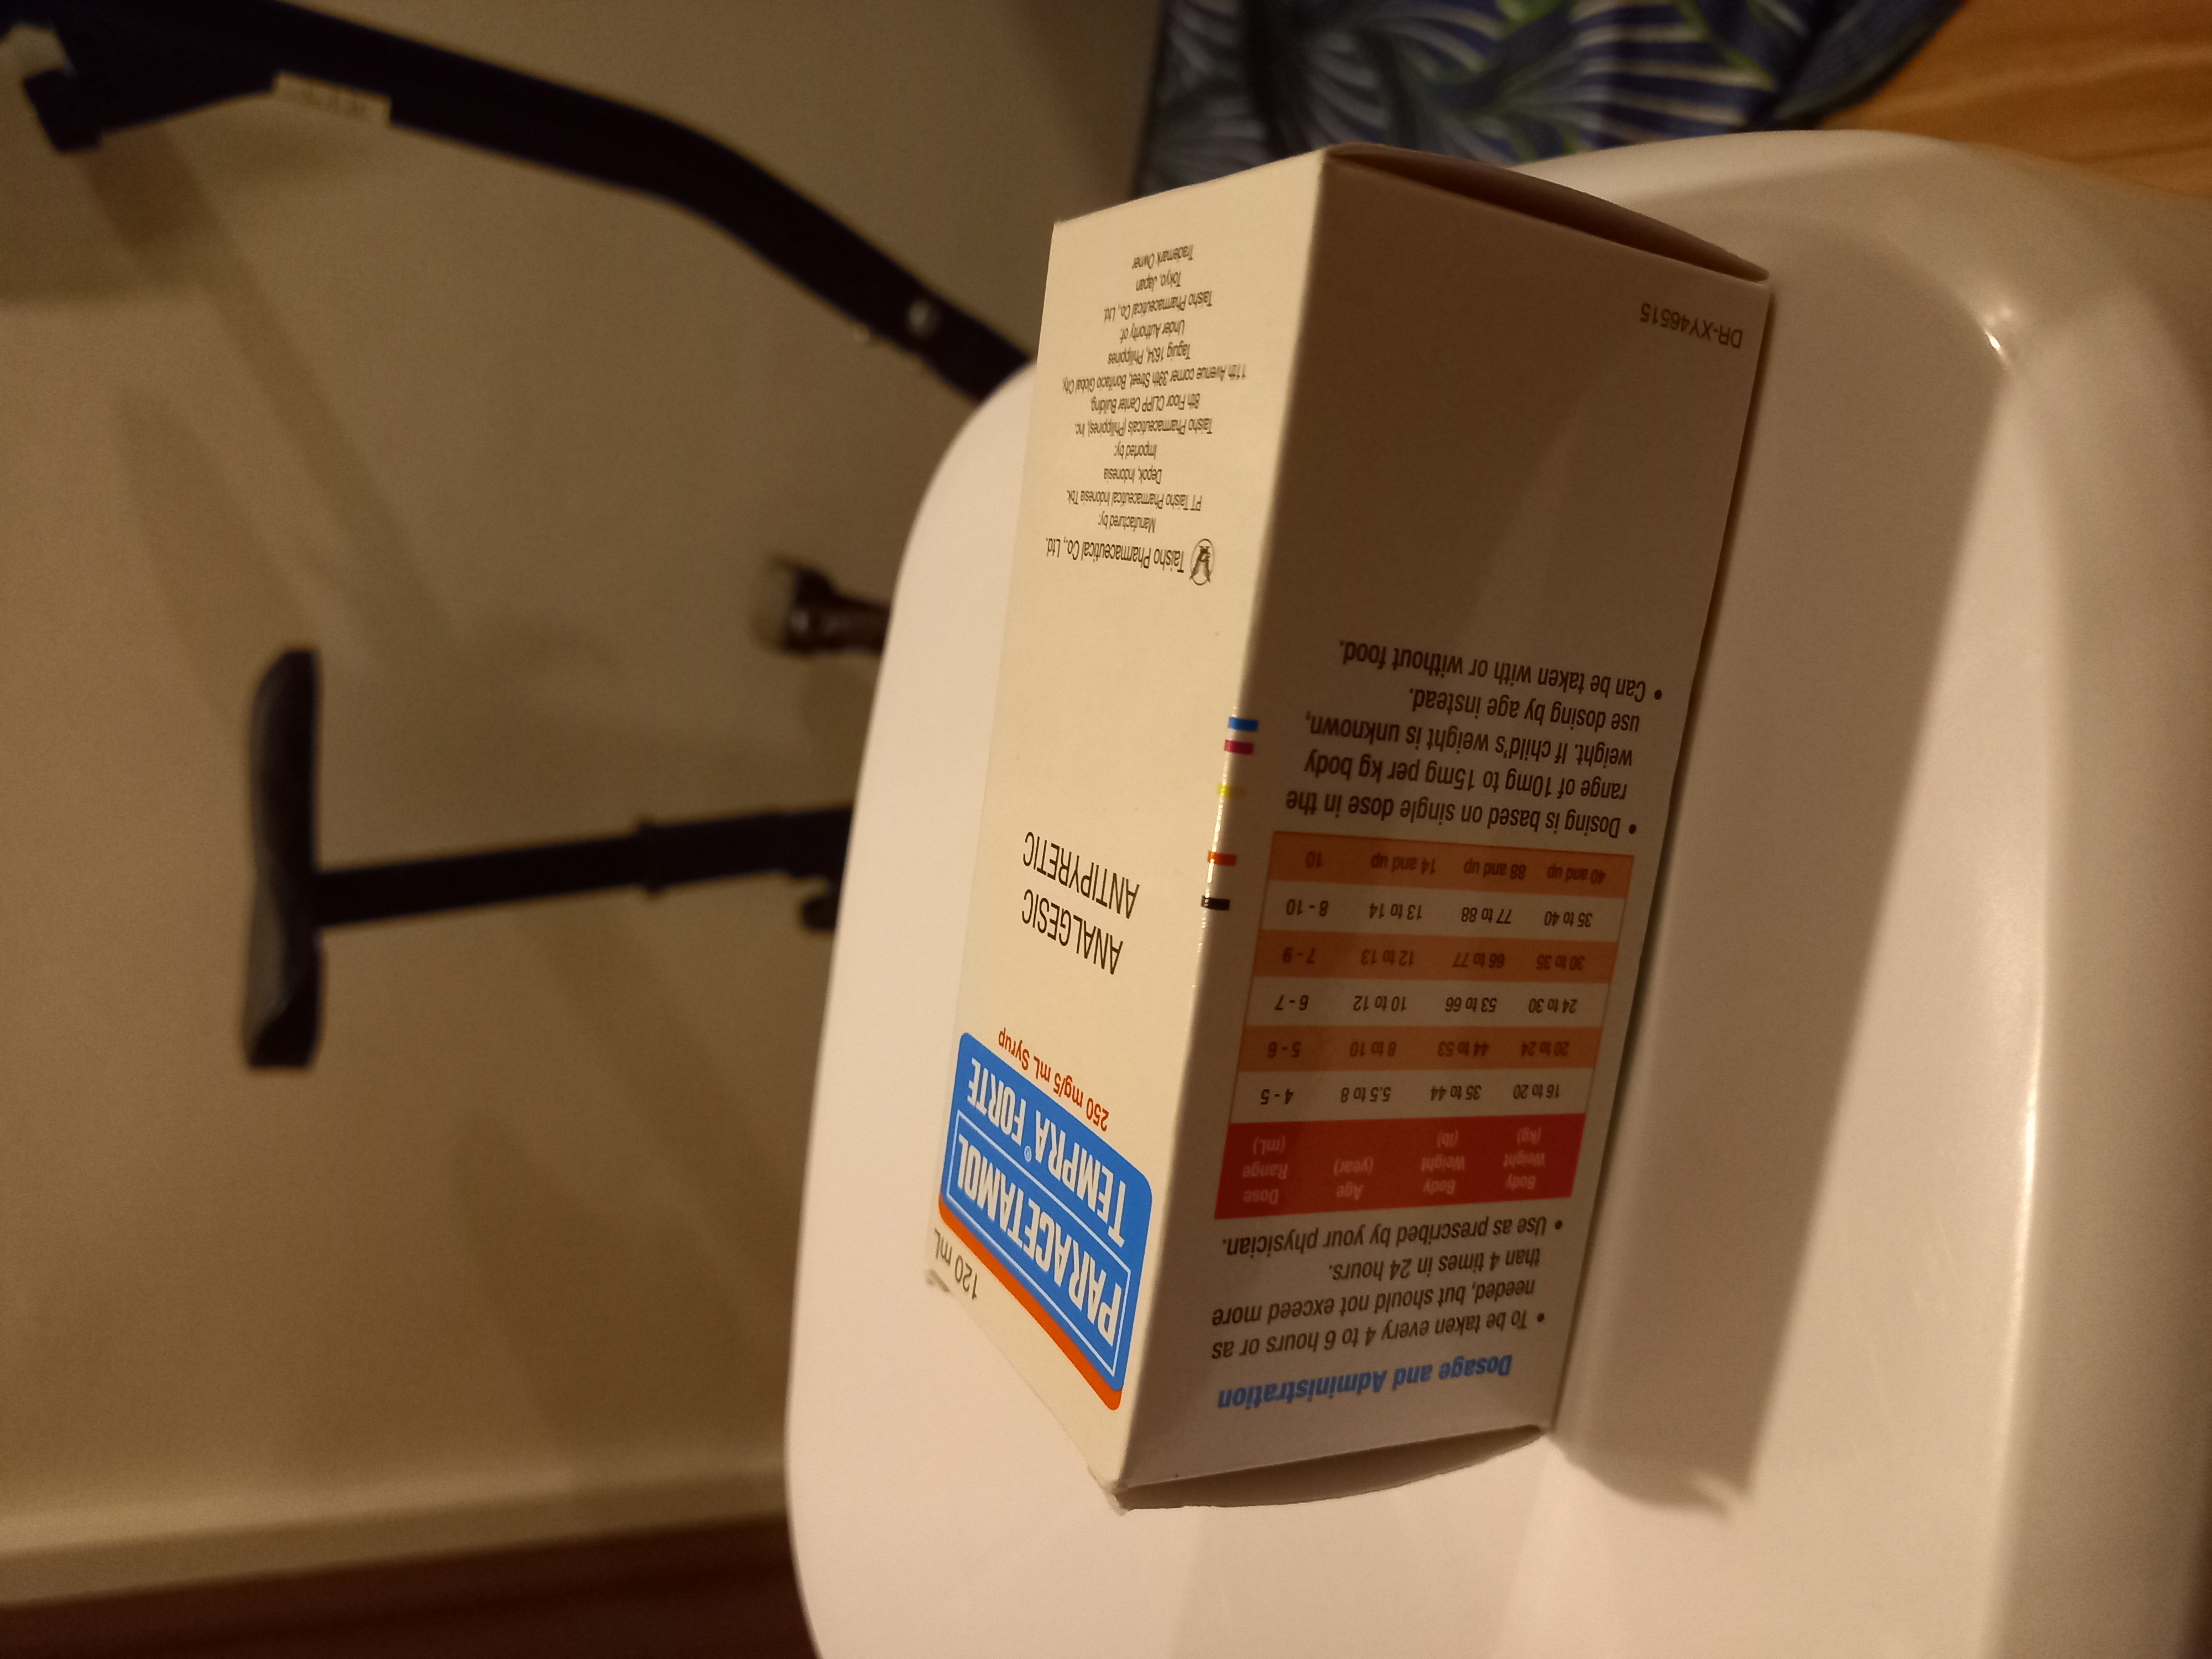 120 mL
PARACETAMOL
TEMPRA® FORTE
250 mg/5 mL Syrup
ANALGESIC
ANTIPYRETIC
Taisho Pharmaceutical Co., Ltd.
Manufactured by:
PT Taisho Pharmaceutical Indonesia Tbk.
Depok, Indonesia
Imported by:
Taisho Pharmaceuticals (Philippines), Inc.
8th Floor CLIPP Center Building,
11th Avenue corner 39th Street, Bonifacio Global City,
Taguig 1634, Philippines
Under Authority of:
Taisho Pharmaceutical Co., Ltd.
Tokyo, Japan
Trademark Owner
Dosage and Administration
• To be taken every 4 to 6 hours or as
needed, but should not exceed more
than 4 times in 24 hours.
• Use as prescribed by your physician.
Body Weight (kg) Body Weight (lb) Age (year) Dose Range (mL)
16 to 20 35 to 44 5.5 to 8 4 - 5
20 to 24 44 to 53 8 to 10 5 - 6
24 to 30 53 to 66 10 to 12 6 - 7
30 to 35 66 to 77 12 to 13 7 - 9
35 to 40 77 to 88 13 to 14 8 - 10
40 and up 88 and up 14 and up 10
• Dosing is based on single dose in the
range of 10mg to 15mg per kg body
weight. If child's weight is unknown,
use dosing by age instead.
• Can be taken with or without food.
DR-XY46515